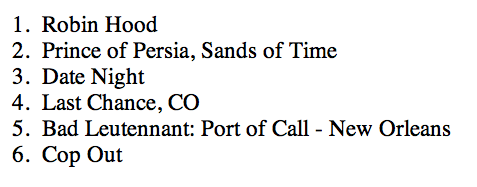 1. Robin Hood
2. Prince of Persia, Sands of Time
3. Date Night
4. Last Chance, CO
5. Bad Leutennant: Port of Call - New Orleans
6. Cop Out